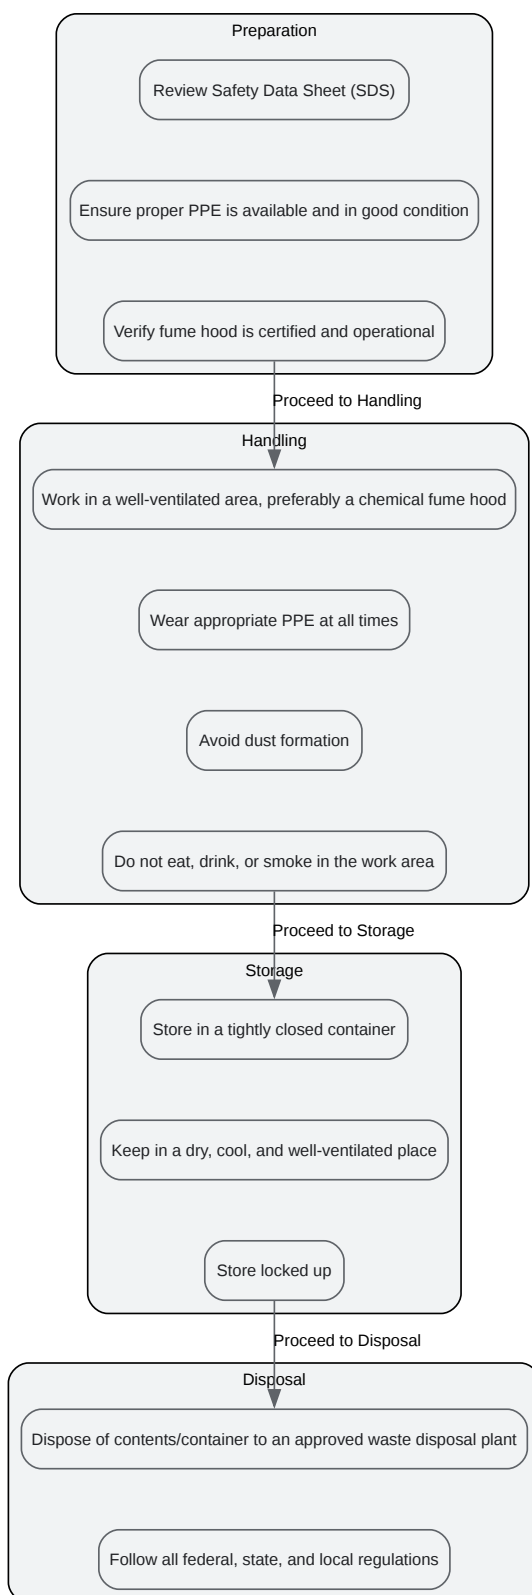 Preparation
Review Safety Data Sheet (SDS)
Ensure proper PPE is available and in good condition
Verify fume hood is certified and operational
Proceed to Handling
Handling
Work in a well-ventilated area, preferably a chemical fume hood
Wear appropriate PPE at all times
Avoid dust formation
Do not eat, drink, or smoke in the work area
Proceed to Storage
Storage
Store in a tightly closed container
Keep in a dry, cool, and well-ventilated place
Store locked up
Proceed to Disposal
Disposal
Dispose of contents/container to an approved waste disposal plant
Follow all federal, state, and local regulations